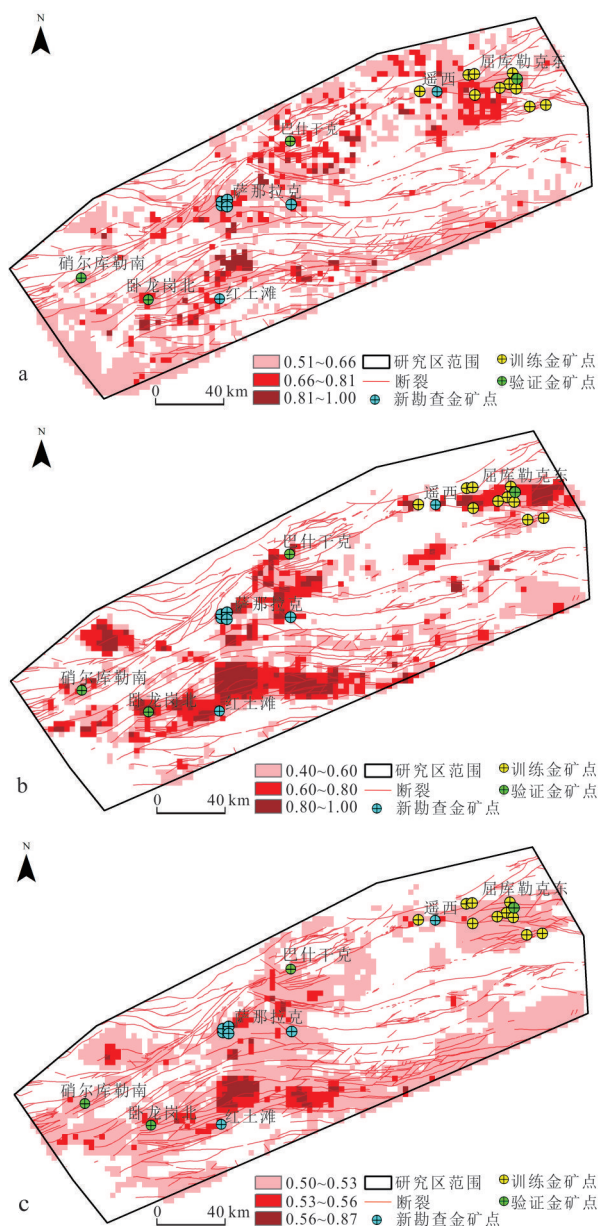 N
屈库勒克东
遥西
巴什干克
萨那拉克
硝尔库勒南
卧龙岗北
红土滩
0.51~0.66 研究区范围 训练金矿点
0.66~0.81 断裂 验证金矿点
0.81~1.00 新勘查金矿点
0 40 km
a
N
屈库勒克东
遥西
巴什干克
萨那拉克
硝尔库勒南
卧龙岗北
红土滩
0.40~0.60 研究区范围 训练金矿点
0.60~0.80 断裂 验证金矿点
0.80~1.00 新勘查金矿点
0 40 km
b
N
屈库勒克东
遥西
巴什干克
萨那拉克
硝尔库勒南
卧龙岗北
红土滩
0.50~0.53 研究区范围 训练金矿点
0.53~0.56 断裂 验证金矿点
0.56~0.87 新勘查金矿点
0 40 km
c